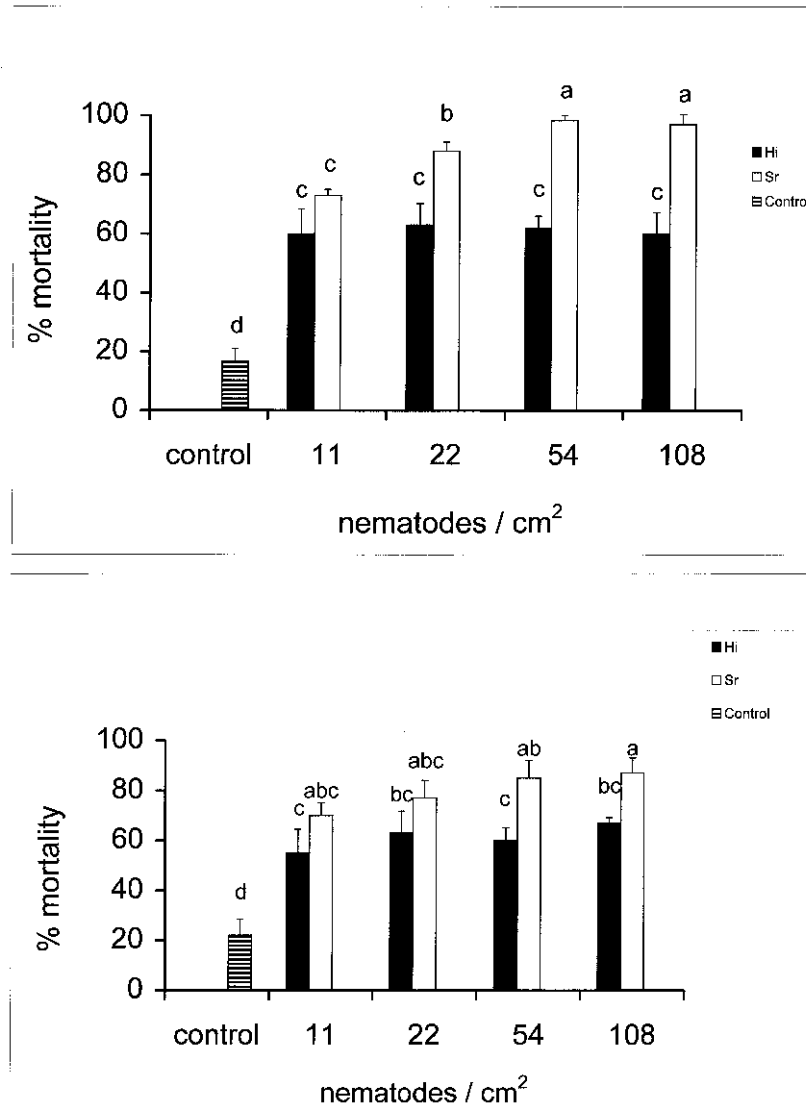 100
80
60
40
20
0
% mortality
d
c c
c b
c a
c a
control 11 22 54 108
nematodes / cm²
Hi
Sr
Control
100
80
60
40
20
0
% mortality
d
c abc
bc abc
c ab
bc a
control 11 22 54 108
nematodes / cm²
Hi
Sr
Control